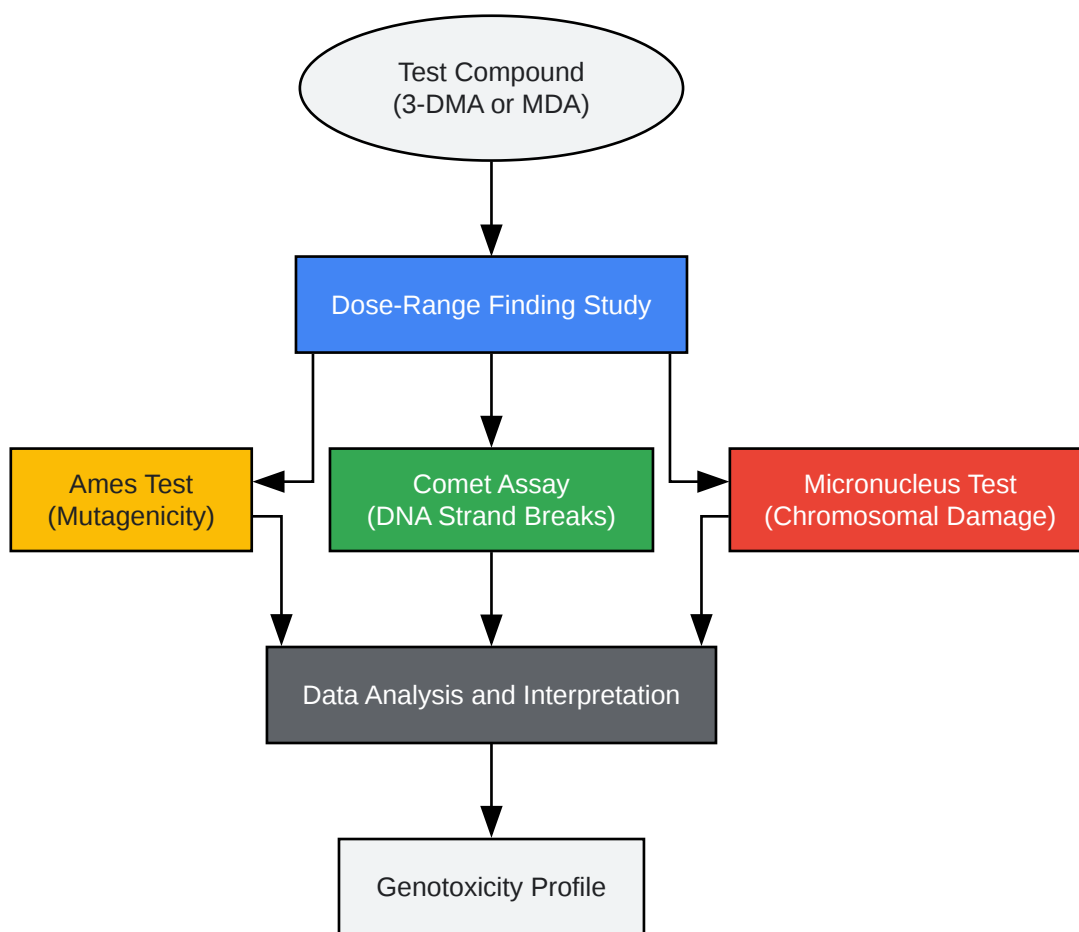 Test Compound
(3-DMA or MDA)
Dose-Range Finding Study
Ames Test
(Mutagenicity)
Comet Assay
(DNA Strand Breaks)
Micronucleus Test
(Chromosomal Damage)
Data Analysis and Interpretation
Genotoxicity Profile